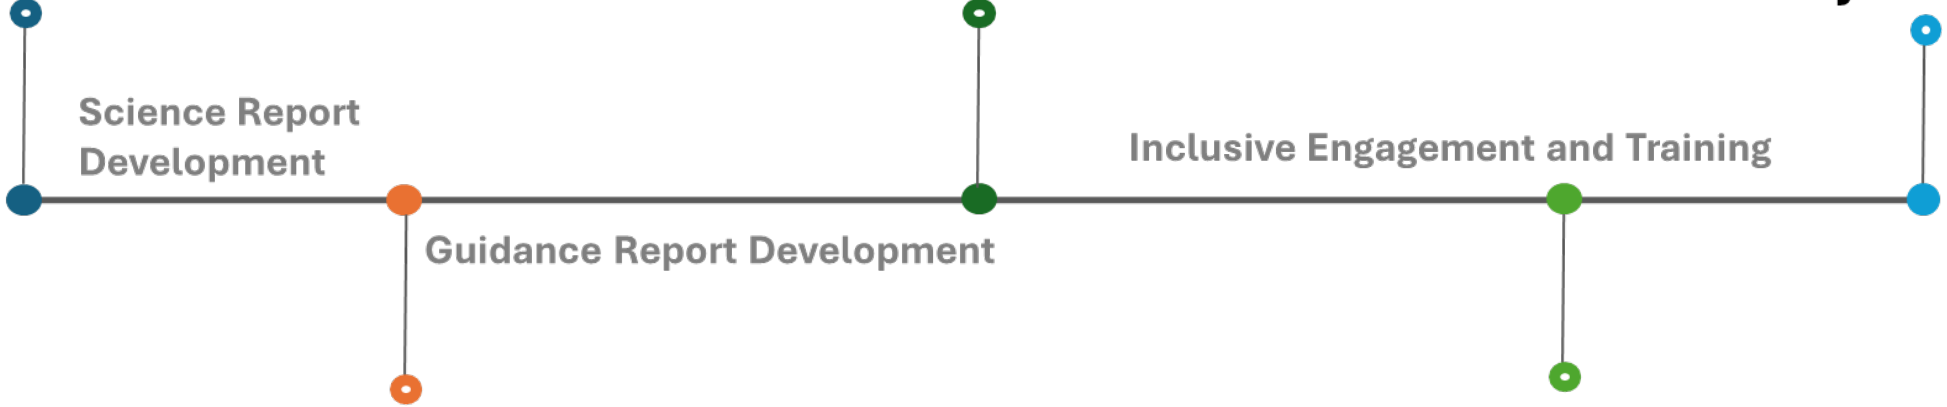 Science Report
Development
Inclusive Engagement and Training
Guidance Report Development